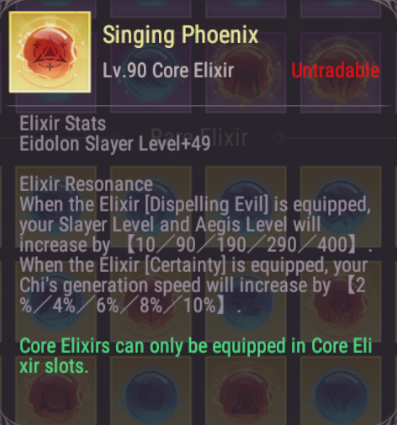 Singing Phoenix
Lv.90 Core Elixir Untradable
Elixir Stats
Rare Elixir
Eidolon Slayer Level+49
Elixir Resonance
When the Elixir [Dispelling Evil] is equipped,
your Slayer Level and Aegis Level will
increase by 【10／90／190／290／400】.
When the Elixir [Certainty] is equipped, your
Chi's generation speed will increase by 【2
%／4%／6%／8%／10%】.
Core Elixirs can only be equipped in Core Eli
xir slots.